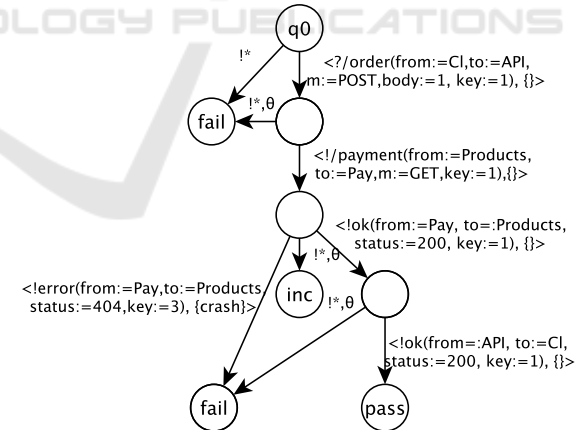 OLOGY PUBLICATIONS
q0
!*
<?/order(from:=Cl,to:=API,
m:=POST,body:=1, key:=1), {}>
!*,θ
fail
<!/payment(from:=Products,
to:=Pay,m:=GET,key:=1),{}>
<!ok(from:=Pay, to=:Products,
status:=200, key:=1), {}>
!*,θ
<!error(from:=Pay,to:=Products
status:=404,key:=3), {crash}>
inc
!*,θ
<!ok(from=:API, to:=Cl,
status:=200, key:=1), {}>
fail
pass